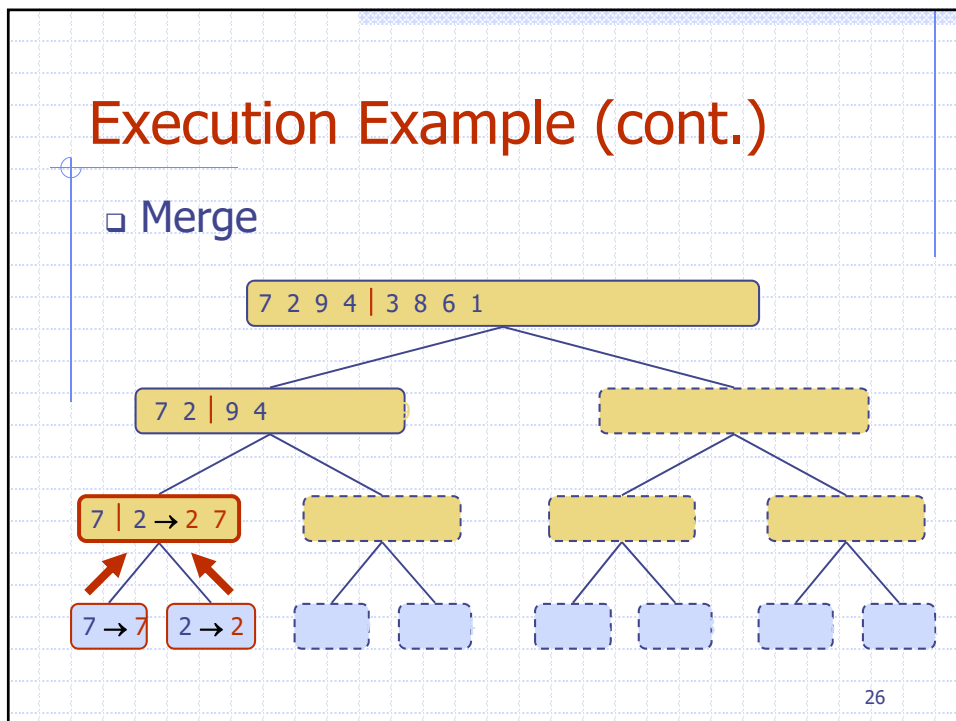 Execution Example (cont.)
❑ Merge
7 2 9 4 | 3 8 6 1
7 2 | 9 4
7 | 2 → 2 7
7 → 7
2 → 2
26